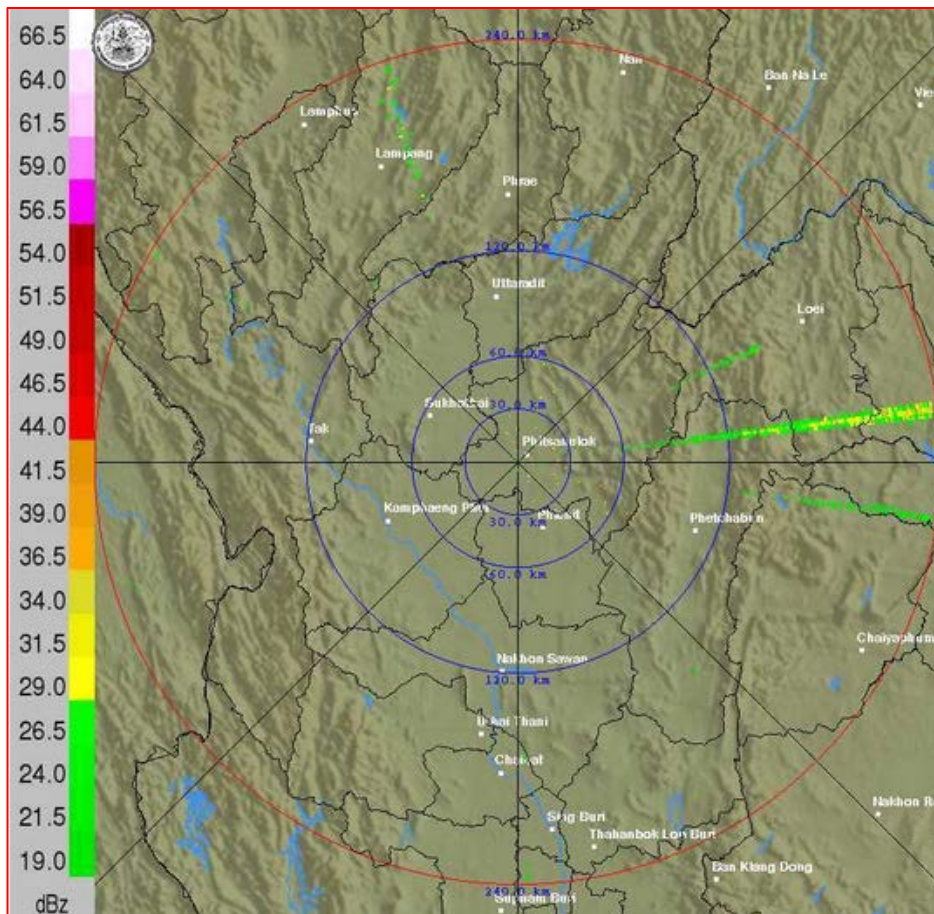 66.5
64.0
61.5
59.0
56.5
54.0
51.5
49.0
46.5
44.0
41.5
39.0
36.5
34.0
31.5
29.0
26.5
24.0
21.5
19.0
dBz
240.0 km
Nan
Ban Na Le
Lamphun
Lampang
Phrae
120.0 km
Uttaradit
Loei
60.0 km
30.0 km
Sukhothai
Tak
Phitsanulok
Kamphaeng Phet
30.0 km
Phichit
Phetchabun
60.0 km
Chaiyaphum
Nakhon Sawan
120.0 km
Uthai Thani
Chainat
Sing Buri
Thahanbok Lop Buri
Nakhon
Ban Klang Dong
240.0 km
Suphan Buri